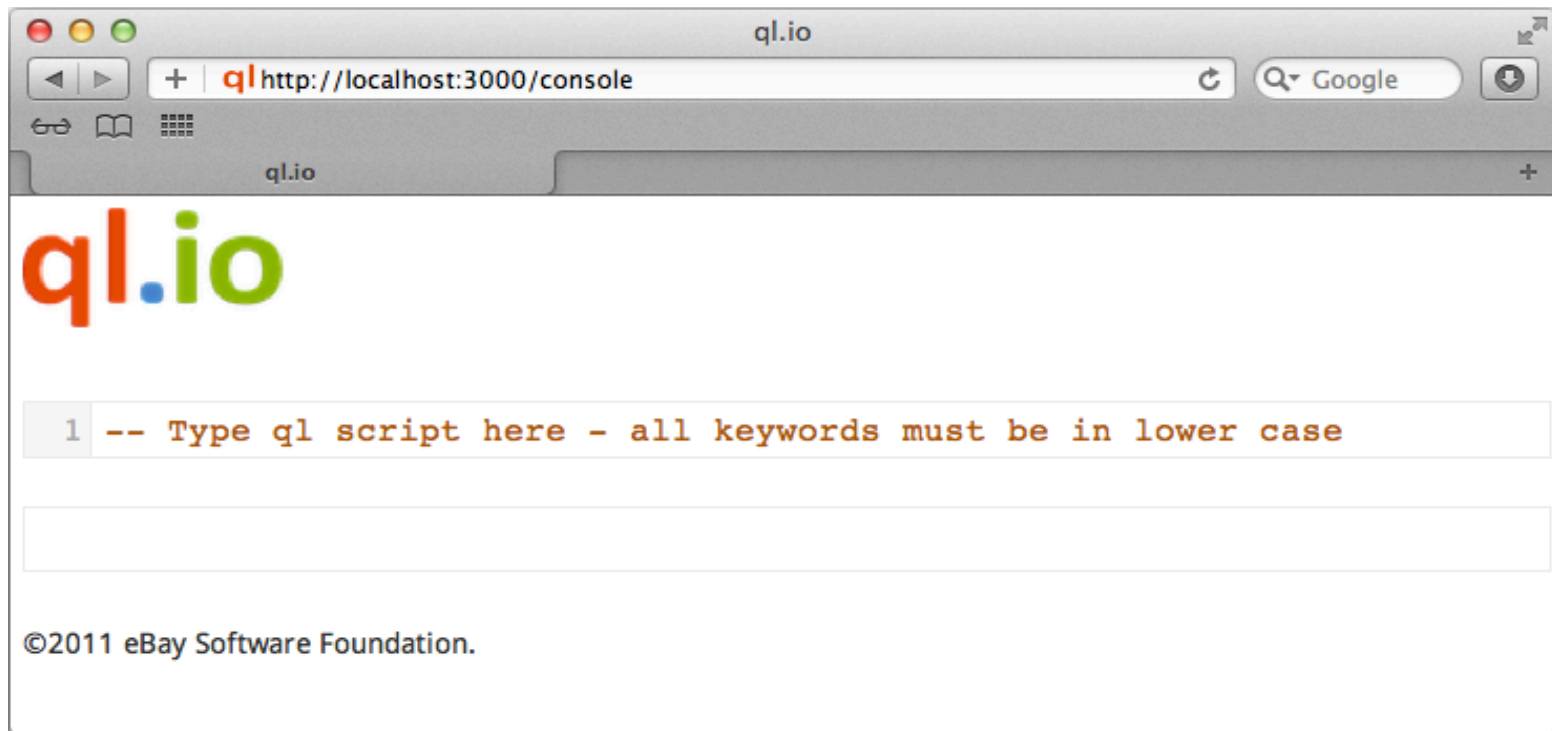 ql.io
ql http://localhost:3000/console
Google
ql.io
ql.io
1 -- Type ql script here - all keywords must be in lower case
©2011 eBay Software Foundation.